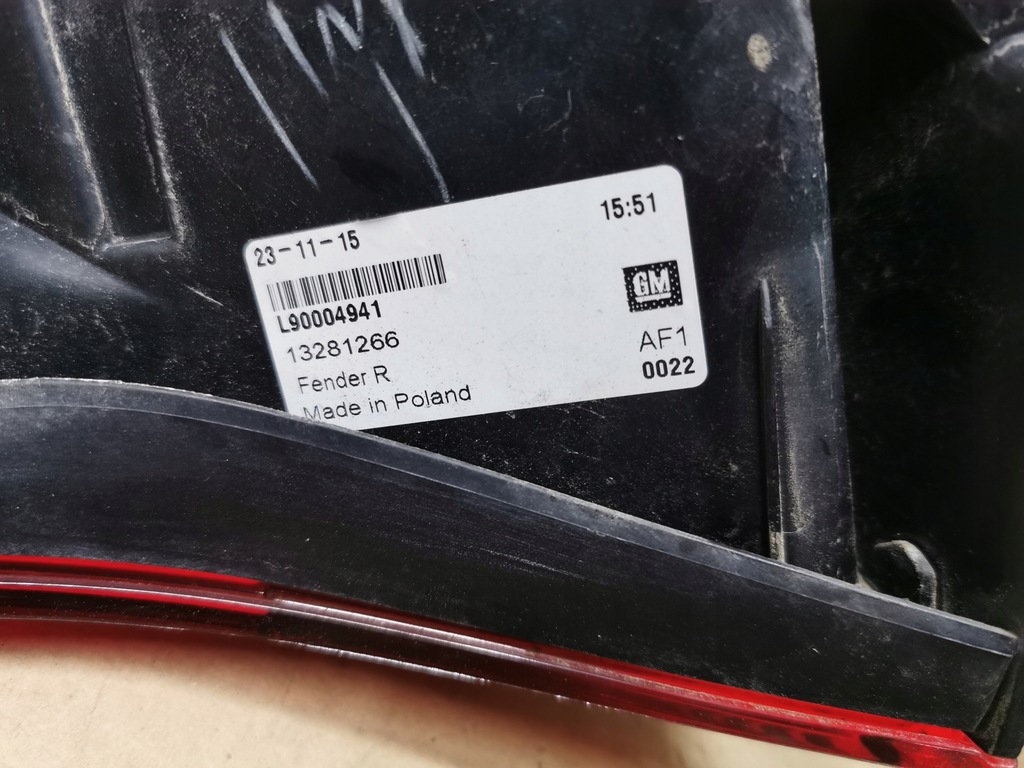 23-11-15
15:51
GM
L90004941
13281266
AF1
Fender R
0022
Made in Poland